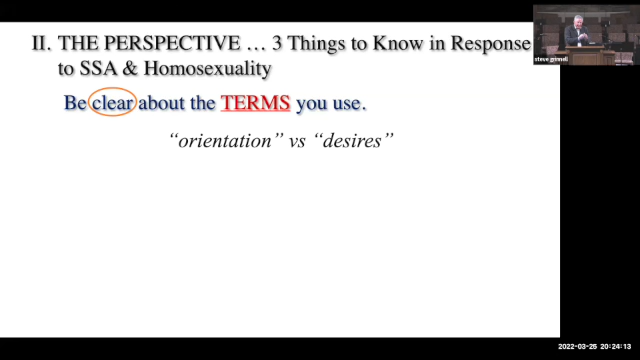 II. THE PERSPECTIVE … 3 Things to Know in Response
to SSA & Homosexuality
Be clear about the TERMS you use.
“orientation” vs “desires”
steve grinnell
2022-03-25 20:24:13